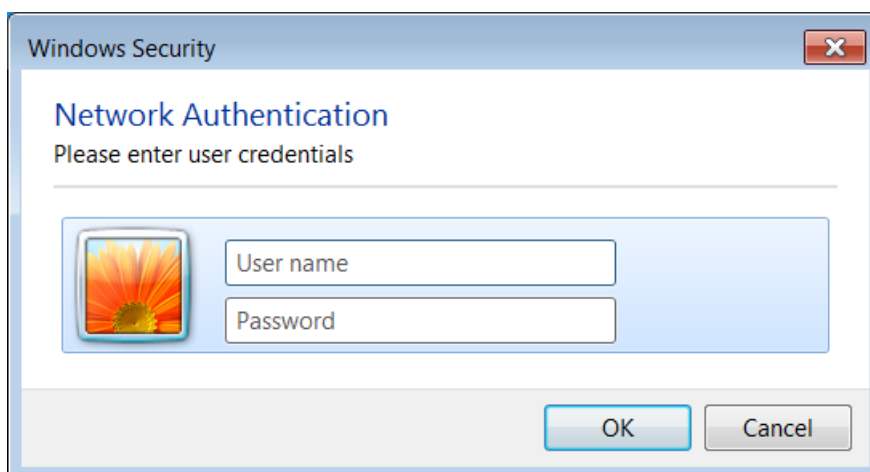 Windows Security
Network Authentication
Please enter user credentials
User name
Password
OK
Cancel